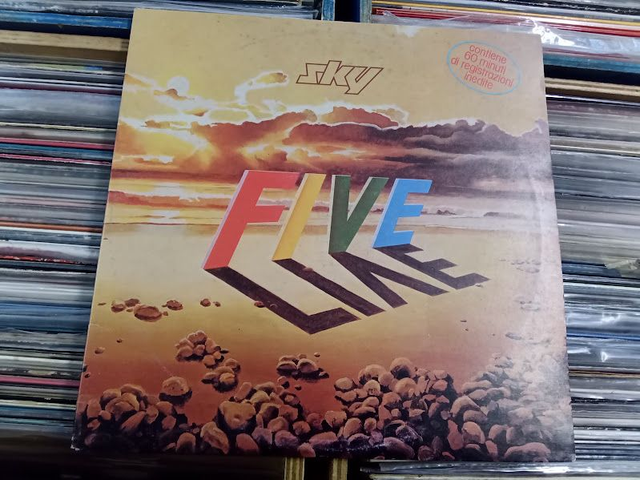 sky
contiene
60 minuti
di registrazioni
inedite
FIVE
LIVE